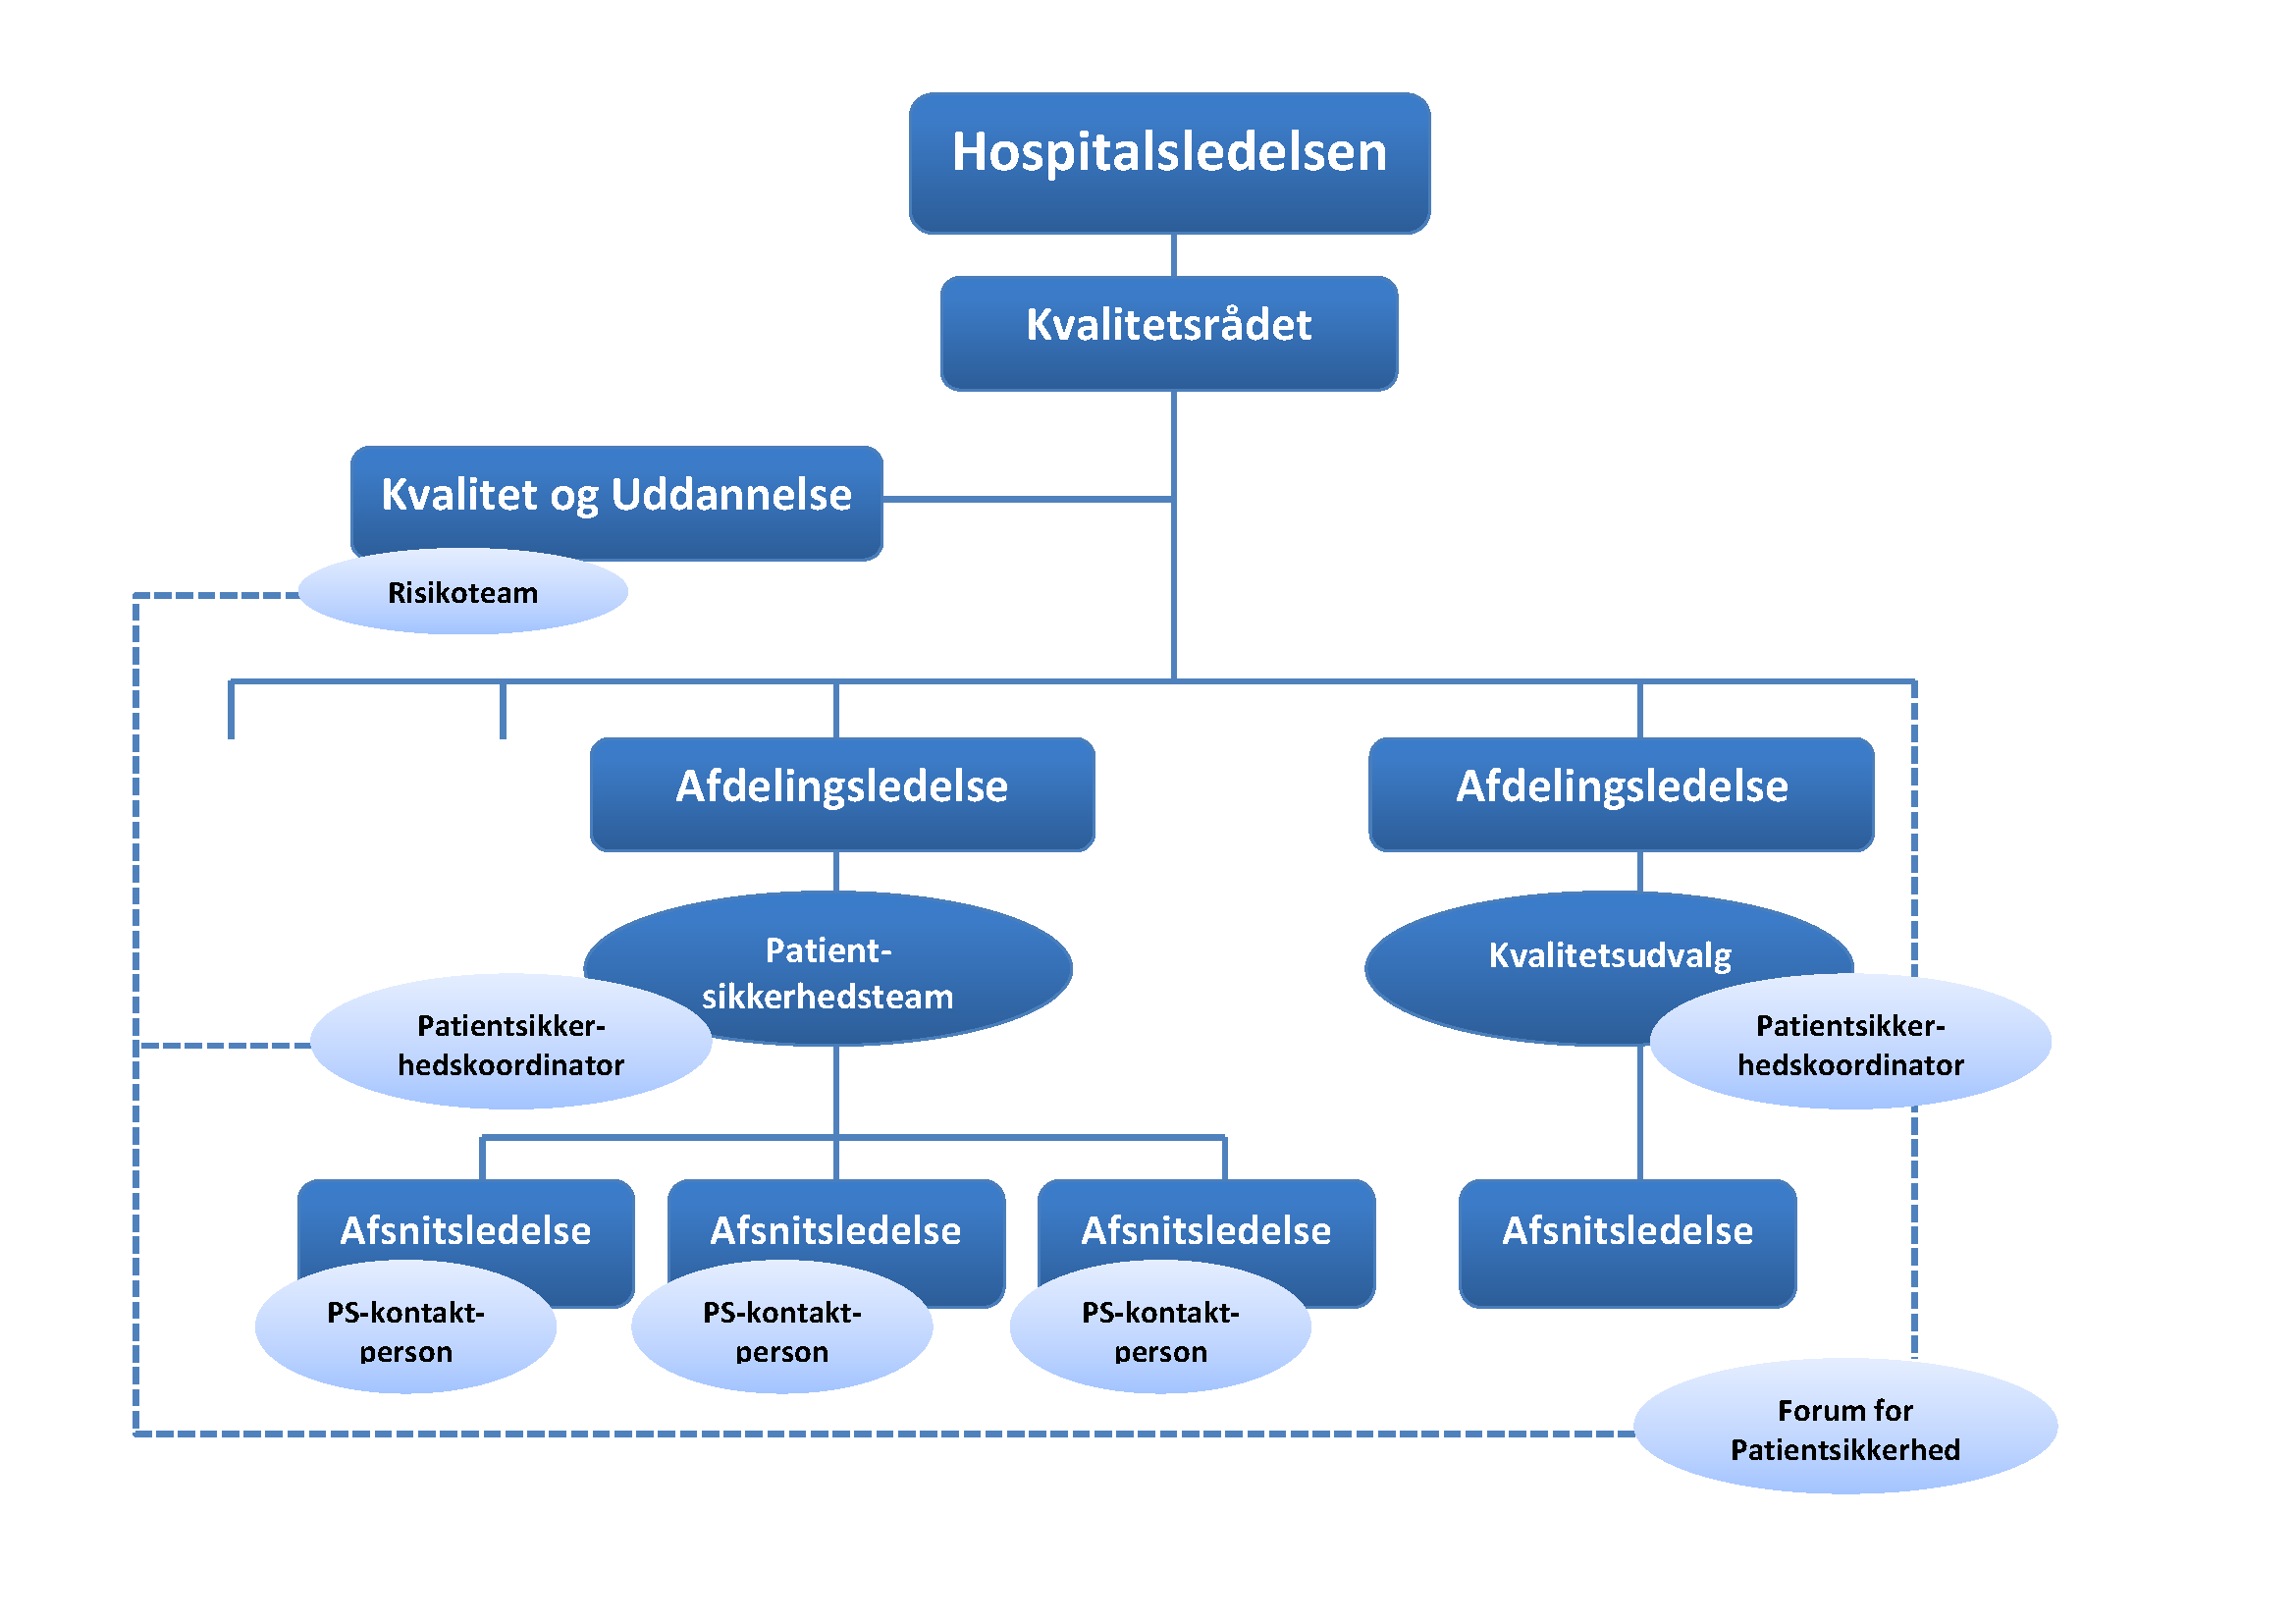 Hospitalsledelsen
Kvalitetsrådet
Kvalitet og Uddannelse
Risikoteam
Afdelingsledelse
Afdelingsledelse
Patient-
sikkerhedsteam
Kvalitetsudvalg
Patientsikker-
hedskoordinator
Patientsikker-
hedskoordinator
Afsnitsledelse
Afsnitsledelse
Afsnitsledelse
Afsnitsledelse
PS-kontakt-
person
PS-kontakt-
person
PS-kontakt-
person
Forum for
Patientsikkerhed